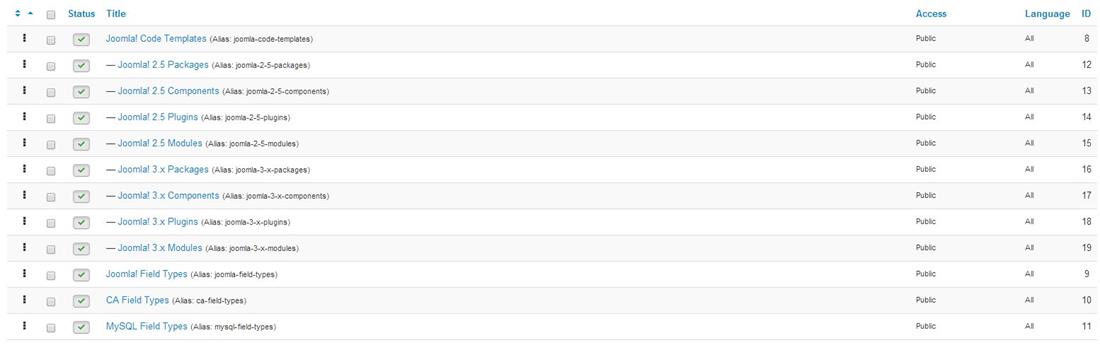 Status Title Access Language ID
Joomla! Code Templates (Alias: joomla-code-templates) Public All 8
— Joomla! 2.5 Packages (Alias: joomla-2-5-packages) Public All 12
— Joomla! 2.5 Components (Alias: joomla-2-5-components) Public All 13
— Joomla! 2.5 Plugins (Alias: joomla-2-5-plugins) Public All 14
— Joomla! 2.5 Modules (Alias: joomla-2-5-modules) Public All 15
— Joomla! 3.x Packages (Alias: joomla-3-x-packages) Public All 16
— Joomla! 3.x Components (Alias: joomla-3-x-components) Public All 17
— Joomla! 3.x Plugins (Alias: joomla-3-x-plugins) Public All 18
— Joomla! 3.x Modules (Alias: joomla-3-x-modules) Public All 19
Joomla! Field Types (Alias: joomla-field-types) Public All 9
CA Field Types (Alias: ca-field-types) Public All 10
MySQL Field Types (Alias: mysql-field-types) Public All 11